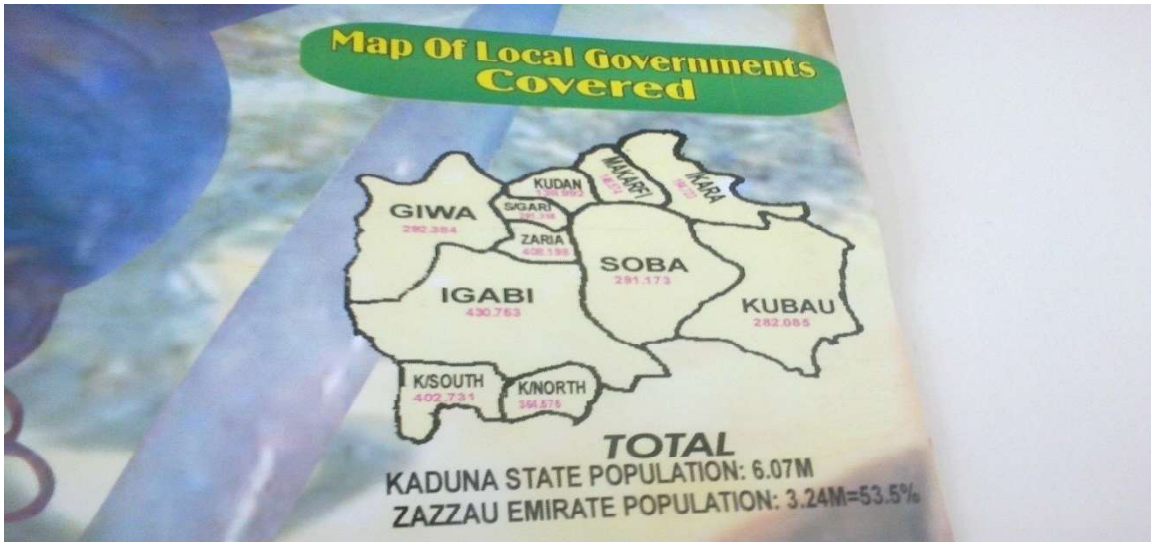 Map Of Local Governments
Covered
KUDAN
MAKARFI
IKARA
GIWA
292.384
S/GARI
ZARIA
408.198
SOBA
291.173
IGABI
430.753
KUBAU
282.085
K/SOUTH
402.731
K/NORTH
364.575
TOTAL
KADUNA STATE POPULATION: 6.07M
ZAZZAU EMIRATE POPULATION: 3.24M=53.5%